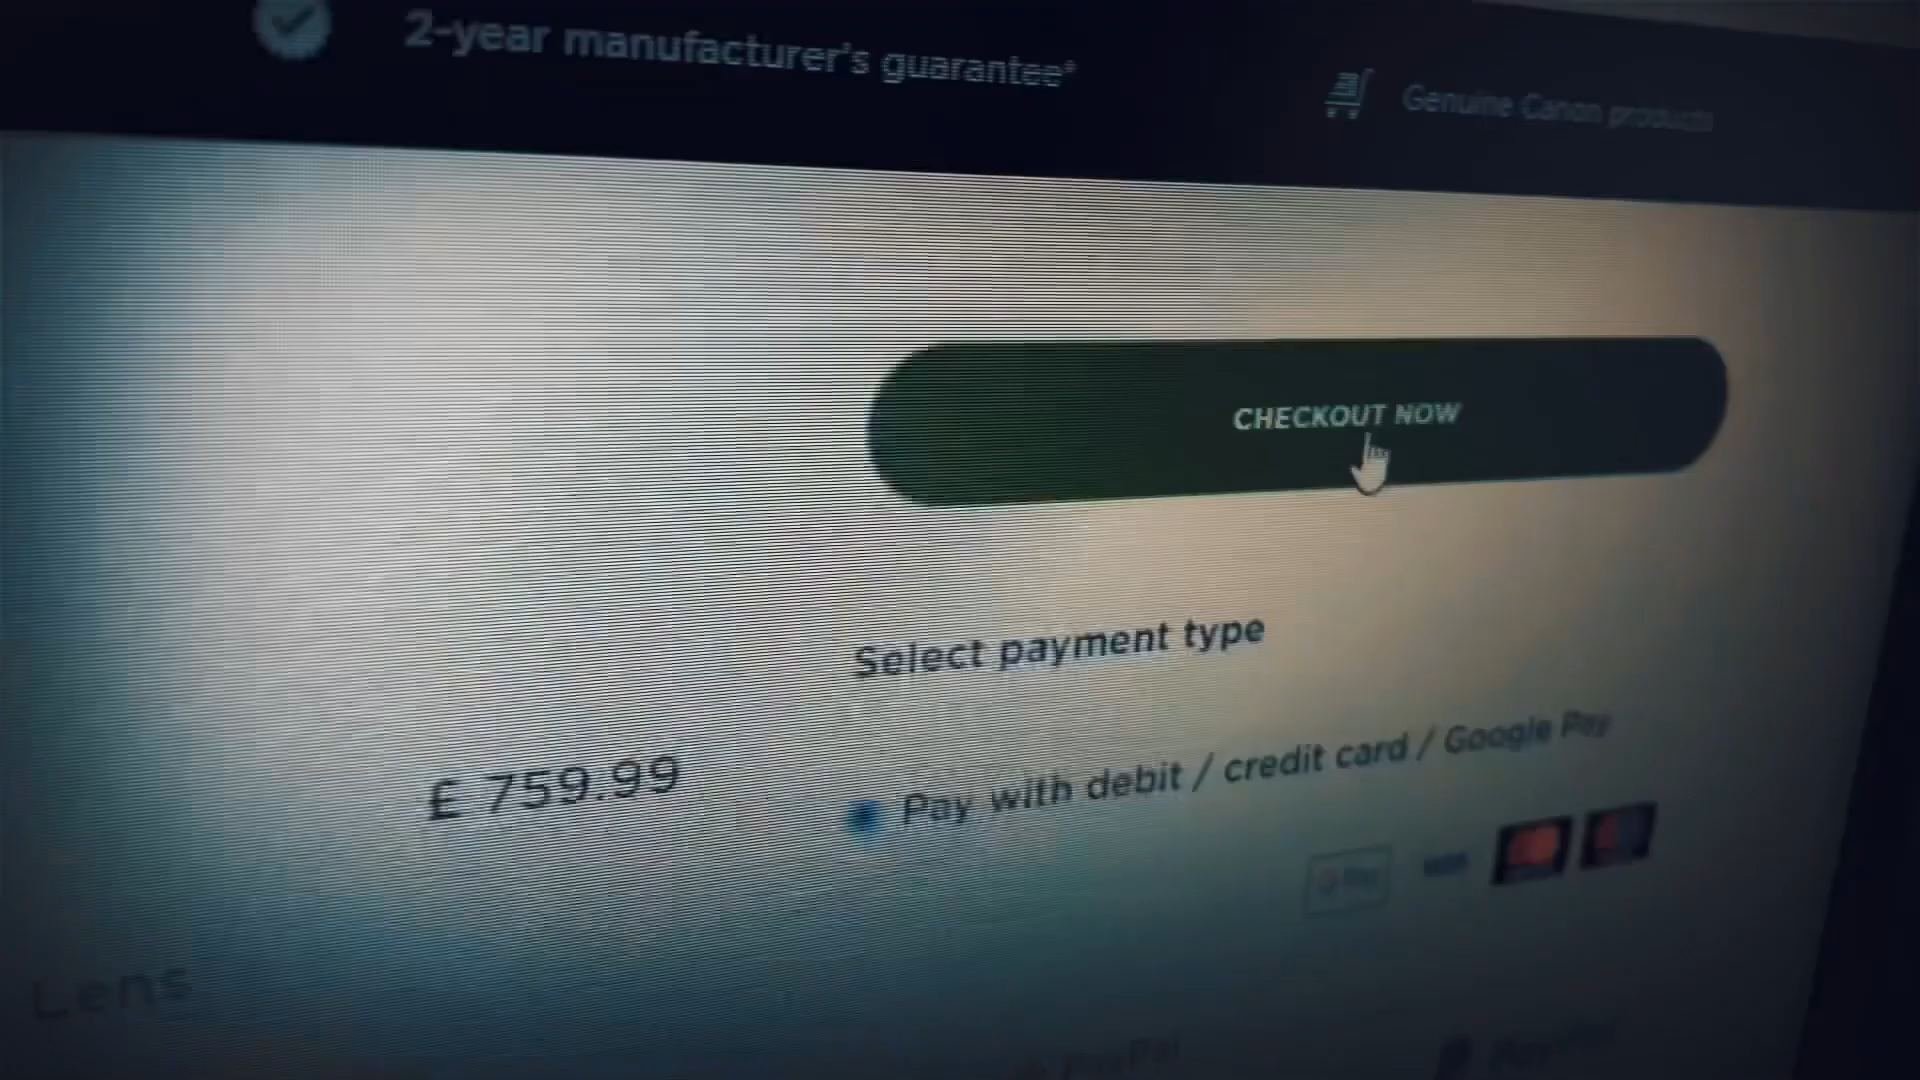 2-year manufacturer's guarantee*
Genuine Canon products
CHECKOUT NOW
Select payment type
£ 759.99
Pay with debit / credit card / Google Pay
Lens
PayPal